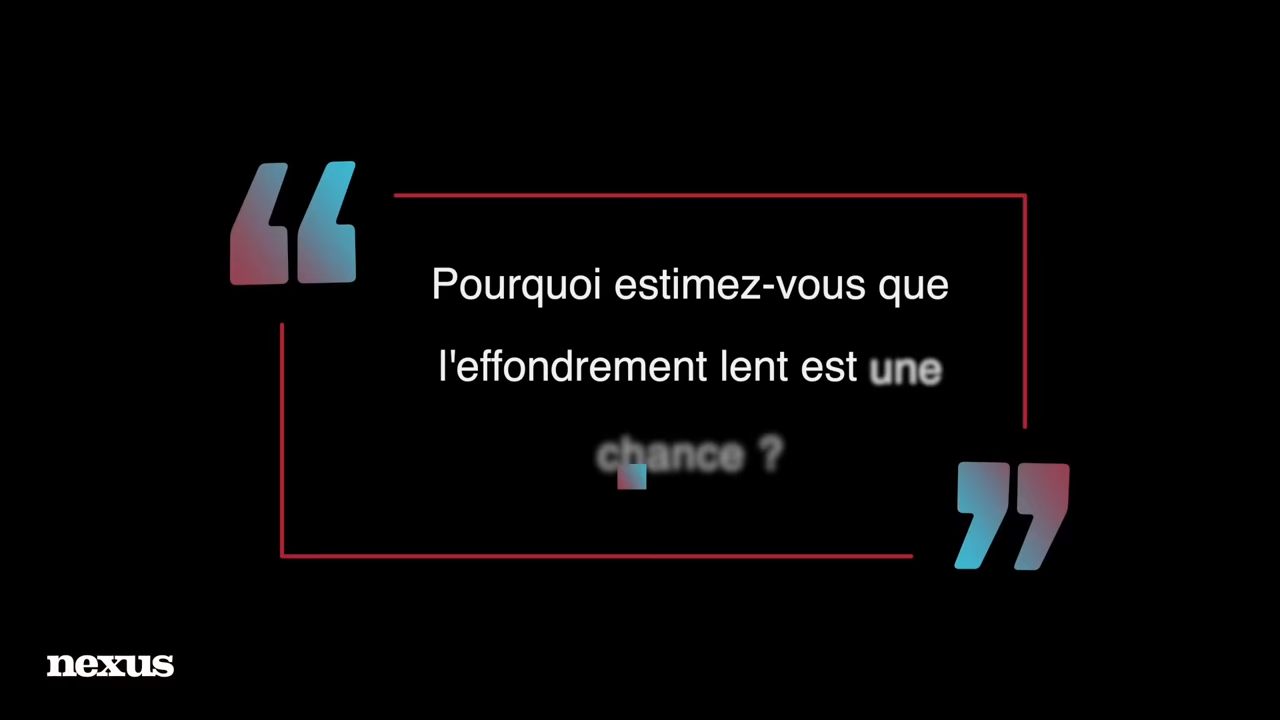 Pourquoi estimez-vous que
l'effondrement lent est une
chance ?
nexus